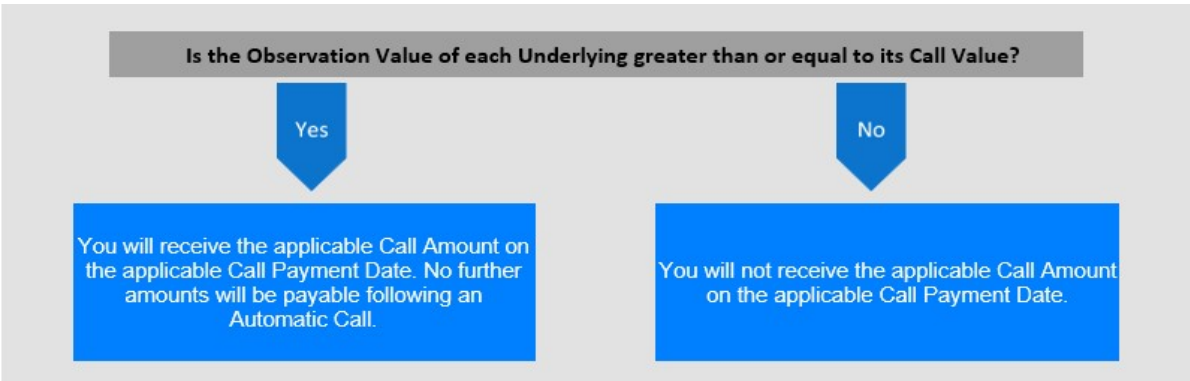 Is the Observation Value of each Underlying greater than or equal to its Call Value?
Yes
No
You will receive the applicable Call Amount on
the applicable Call Payment Date. No further
amounts will be payable following an
Automatic Call.
You will not receive the applicable Call Amount
on the applicable Call Payment Date.